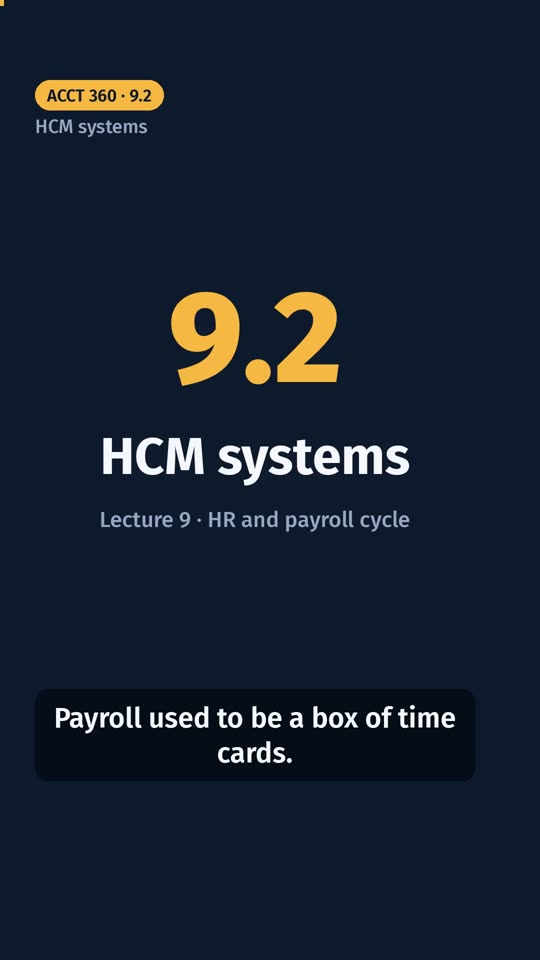 ACCT 360 · 9.2
HCM systems
9.2
HCM systems
Lecture 9 · HR and payroll cycle
Payroll used to be a box of time
cards.